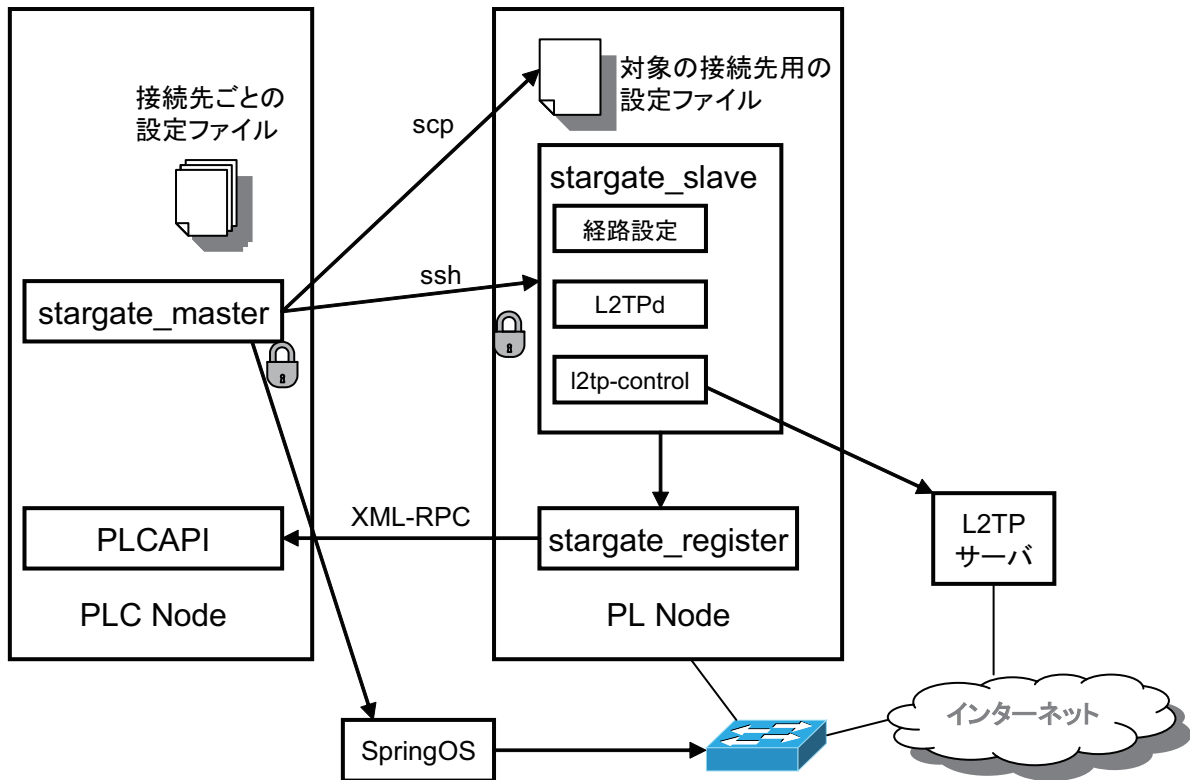 接続先ごとの
設定ファイル
scp
対象の接続先用の
設定ファイル
stargate_slave
経路設定
ssh
stargate_master
L2TPd
l2tp-control
XML-RPC
PLCAPI
stargate_register
L2TP
サーバ
PLC Node
PL Node
インターネット
SpringOS